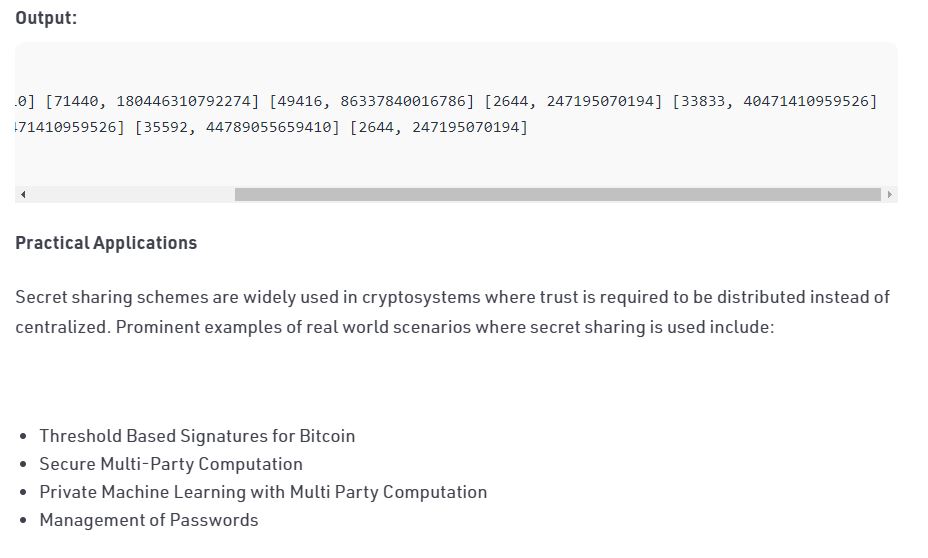 Output:
.0] [71440, 180446310792274] [49416, 86337840016786] [2644, 247195070194] [33833, 40471410959526]
471410959526] [35592, 44789055659410] [2644, 247195070194]
Practical Applications
Secret sharing schemes are widely used in cryptosystems where trust is required to be distributed instead of
centralized. Prominent examples of real world scenarios where secret sharing is used include:
• Threshold Based Signatures for Bitcoin
• Secure Multi-Party Computation
• Private Machine Learning with Multi Party Computation
• Management of Passwords